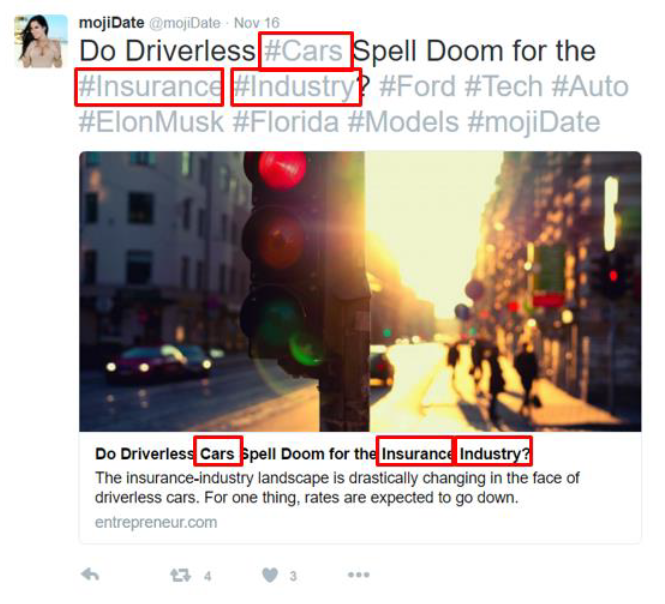 mojiDate @mojiDate · Nov 16
Do Driverless #Cars Spell Doom for the
#Insurance #Industry? #Ford #Tech #Auto
#ElonMusk #Florida #Models #mojiDate
Do Driverless Cars Spell Doom for the Insurance Industry?
The insurance-industry landscape is drastically changing in the face of
driverless cars. For one thing, rates are expected to go down.
entrepreneur.com
4 3